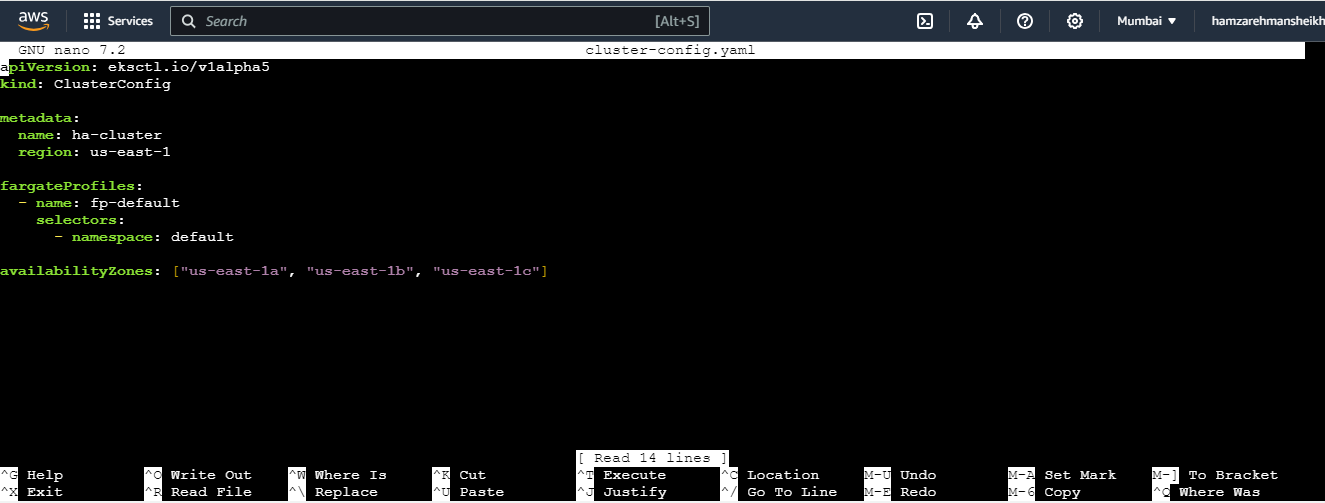 aws Services Search [Alt+S] Mumbai hamzarehmansheikh
GNU nano 7.2 cluster-config.yaml
apiVersion: eksctl.io/v1alpha5
kind: ClusterConfig
metadata:
  name: ha-cluster
  region: us-east-1
fargateProfiles:
  - name: fp-default
    selectors:
      - namespace: default
availabilityZones: ["us-east-1a", "us-east-1b", "us-east-1c"]
[ Read 14 lines ]
^G Help ^O Write Out ^W Where Is ^K Cut ^T Execute ^C Location M-U Undo M-A Set Mark M-] To Bracket
^X Exit ^R Read File ^\ Replace ^U Paste ^J Justify ^/ Go To Line M-E Redo M-6 Copy ^Q Where Was